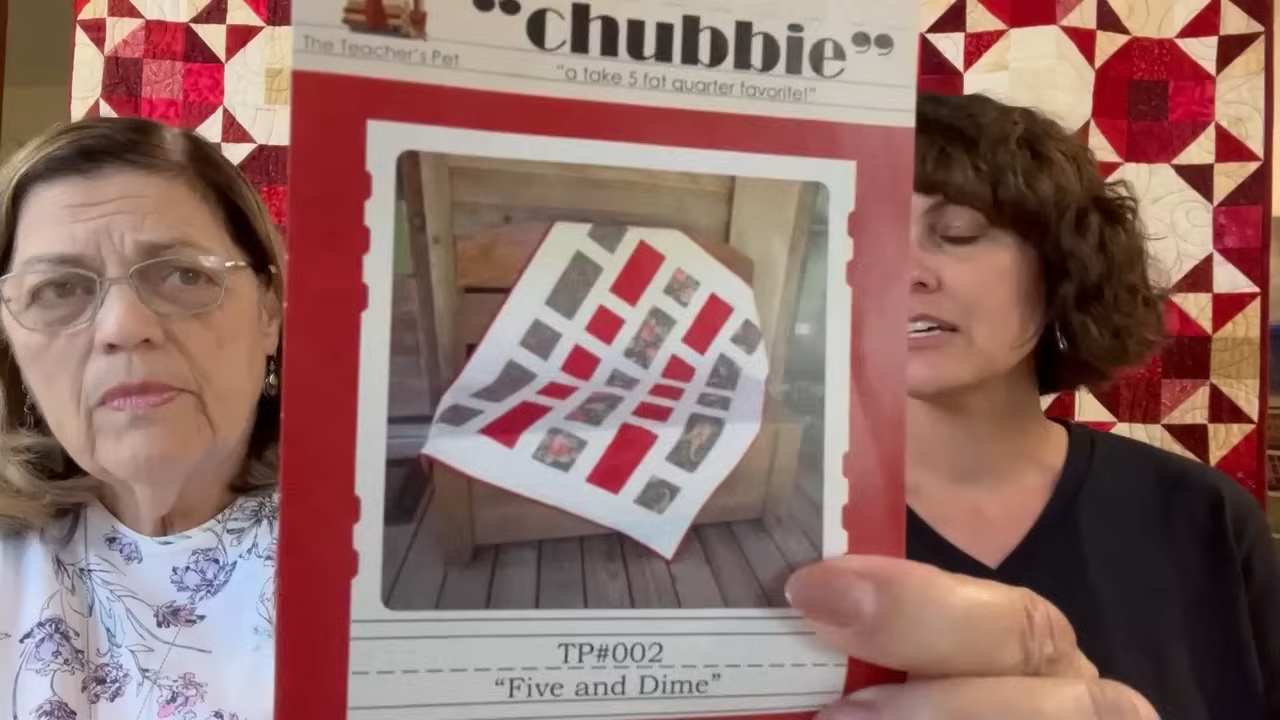 “chubbie”
The Teacher's Pet
"a take 5 fat quarter favorite!"
TP#002
"Five and Dime"